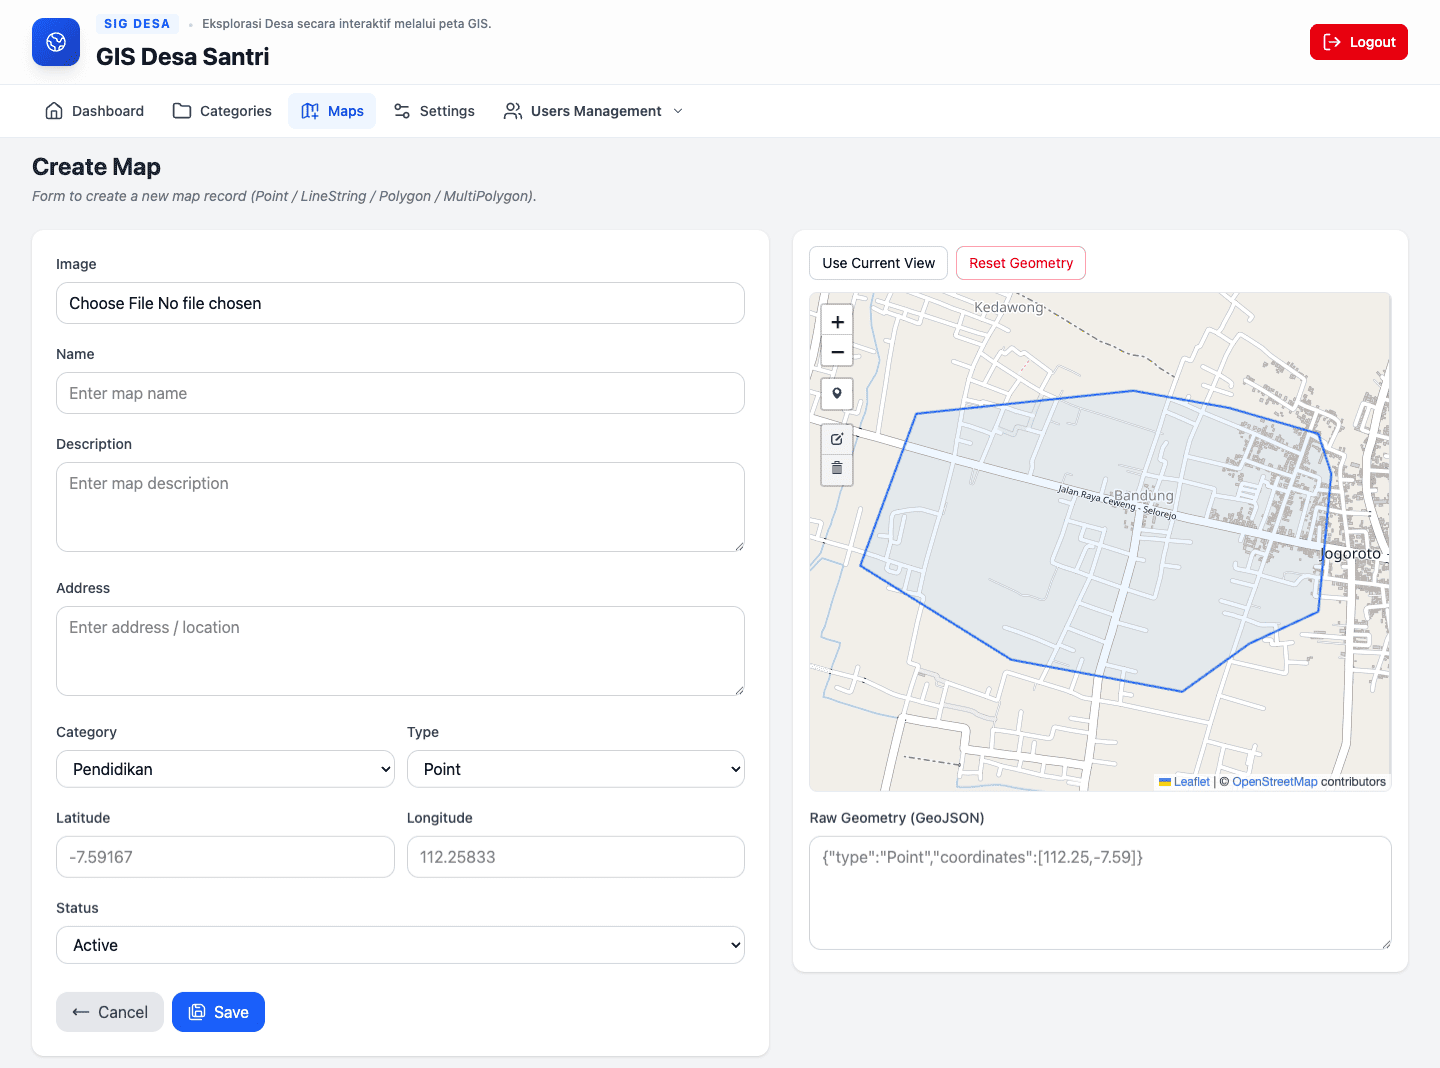 SIG DESA • Eksplorasi Desa secara interaktif melalui peta GIS.
GIS Desa Santri
Logout
Dashboard
Categories
Maps
Settings
Users Management
Create Map
Form to create a new map record (Point / LineString / Polygon / MultiPolygon).
Image
Choose File No file chosen
Name
Enter map name
Description
Enter map description
Address
Enter address / location
Category
Type
Pendidikan
Point
Latitude
Longitude
-7.59167
112.25833
Status
Active
Cancel
Save
Use Current View
Reset Geometry
+
−
Kedawong
Bandung
Jalan Raya Ceweng - Selorejo
Jogoroto -
Leaflet | © OpenStreetMap contributors
Raw Geometry (GeoJSON)
{"type":"Point","coordinates":[112.25,-7.59]}